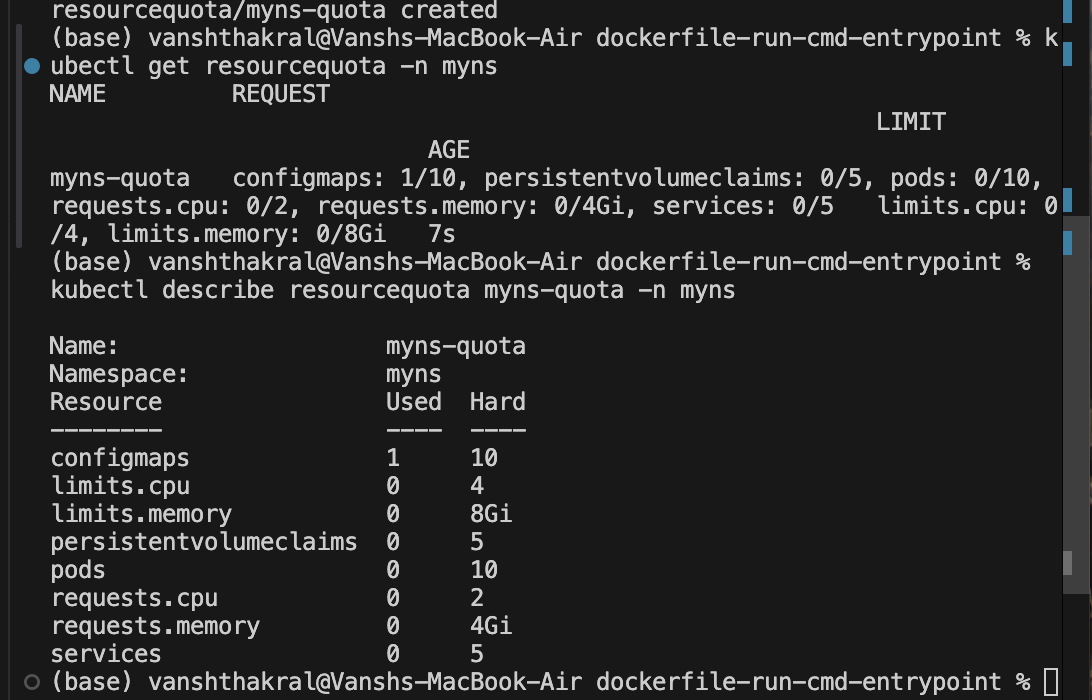 resourcequota/myns-quota created
(base) vanshthakral@Vanshs-MacBook-Air dockerfile-run-cmd-entrypoint % k
ubectl get resourcequota -n myns
NAME         REQUEST
LIMIT
AGE
myns-quota   configmaps: 1/10, persistentvolumeclaims: 0/5, pods: 0/10,
requests.cpu: 0/2, requests.memory: 0/4Gi, services: 0/5   limits.cpu: 0
/4, limits.memory: 0/8Gi   7s
(base) vanshthakral@Vanshs-MacBook-Air dockerfile-run-cmd-entrypoint %
kubectl describe resourcequota myns-quota -n myns
Name:                   myns-quota
Namespace:              myns
Resource                Used  Hard
--------                ----  ----
configmaps              1     10
limits.cpu              0     4
limits.memory           0     8Gi
persistentvolumeclaims  0     5
pods                    0     10
requests.cpu            0     2
requests.memory         0     4Gi
services                0     5
(base) vanshthakral@Vanshs-MacBook-Air dockerfile-run-cmd-entrypoint %